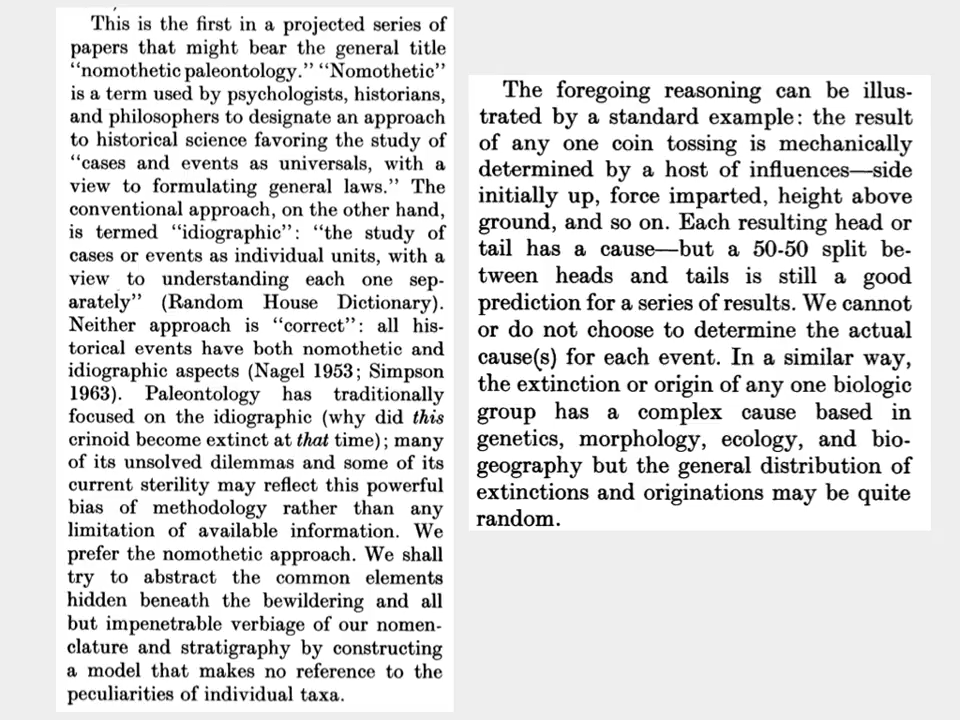 This is the first in a projected series of
papers that might bear the general title
“nomothetic paleontology.” “Nomothetic”
is a term used by psychologists, historians,
and philosophers to designate an approach
to historical science favoring the study of
“cases and events as universals, with a
view to formulating general laws.” The
conventional approach, on the other hand,
is termed “idiographic”: “the study of
cases or events as individual units, with a
view to understanding each one sep-
arately” (Random House Dictionary).
Neither approach is “correct”: all his-
torical events have both nomothetic and
idiographic aspects (Nagel 1953; Simpson
1963). Paleontology has traditionally
focused on the idiographic (why did this
crinoid become extinct at that time); many
of its unsolved dilemmas and some of its
current sterility may reflect this powerful
bias of methodology rather than any
limitation of available information. We
prefer the nomothetic approach. We shall
try to abstract the common elements
hidden beneath the bewildering and all
but impenetrable verbiage of our nomen-
clature and stratigraphy by constructing
a model that makes no reference to the
peculiarities of individual taxa.
The foregoing reasoning can be illus-
trated by a standard example: the result
of any one coin tossing is mechanically
determined by a host of influences—side
initially up, force imparted, height above
ground, and so on. Each resulting head or
tail has a cause—but a 50-50 split be-
tween heads and tails is still a good
prediction for a series of results. We cannot
or do not choose to determine the actual
cause(s) for each event. In a similar way,
the extinction or origin of any one biologic
group has a complex cause based in
genetics, morphology, ecology, and bio-
geography but the general distribution of
extinctions and originations may be quite
random.